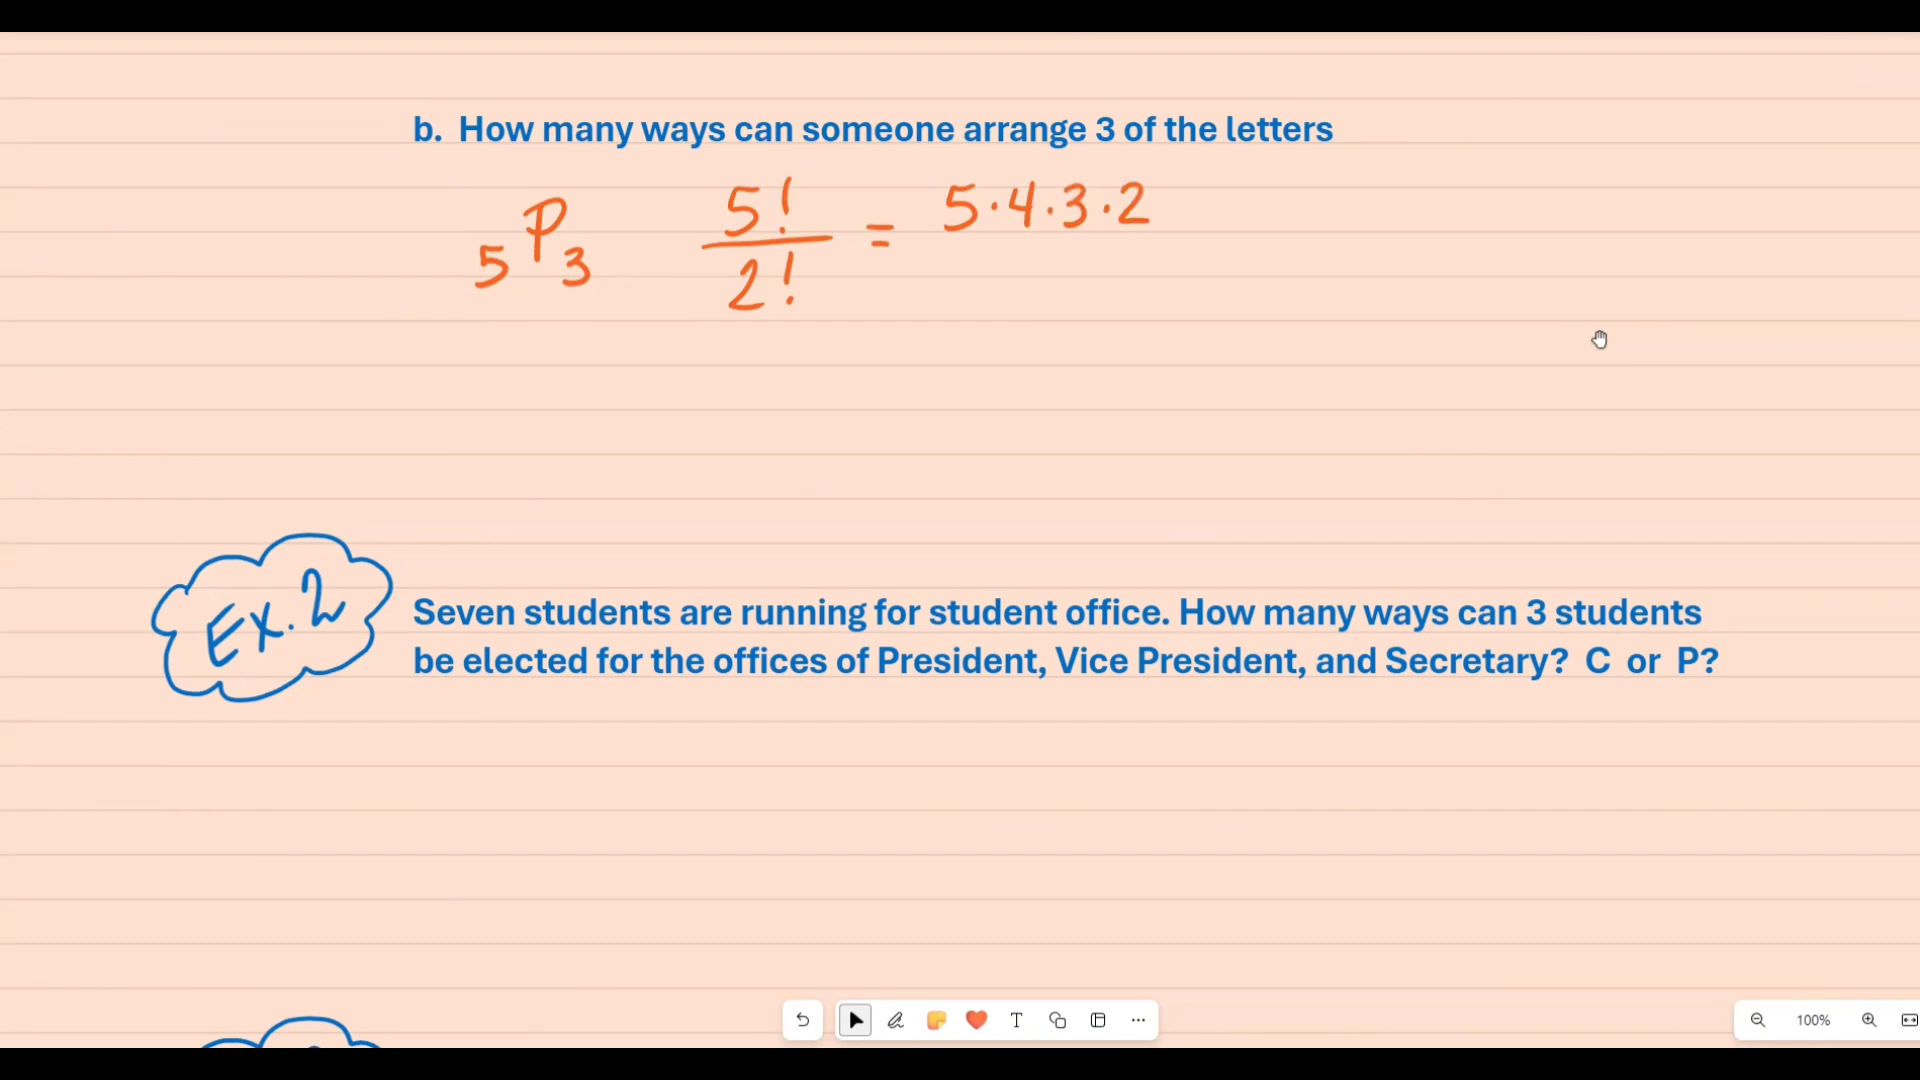 b. How many ways can someone arrange 3 of the letters
5P3 5!/2! = 5·4·3·2
Ex. 2
Seven students are running for student office. How many ways can 3 students
be elected for the offices of President, Vice President, and Secretary? C or P?
T
100%